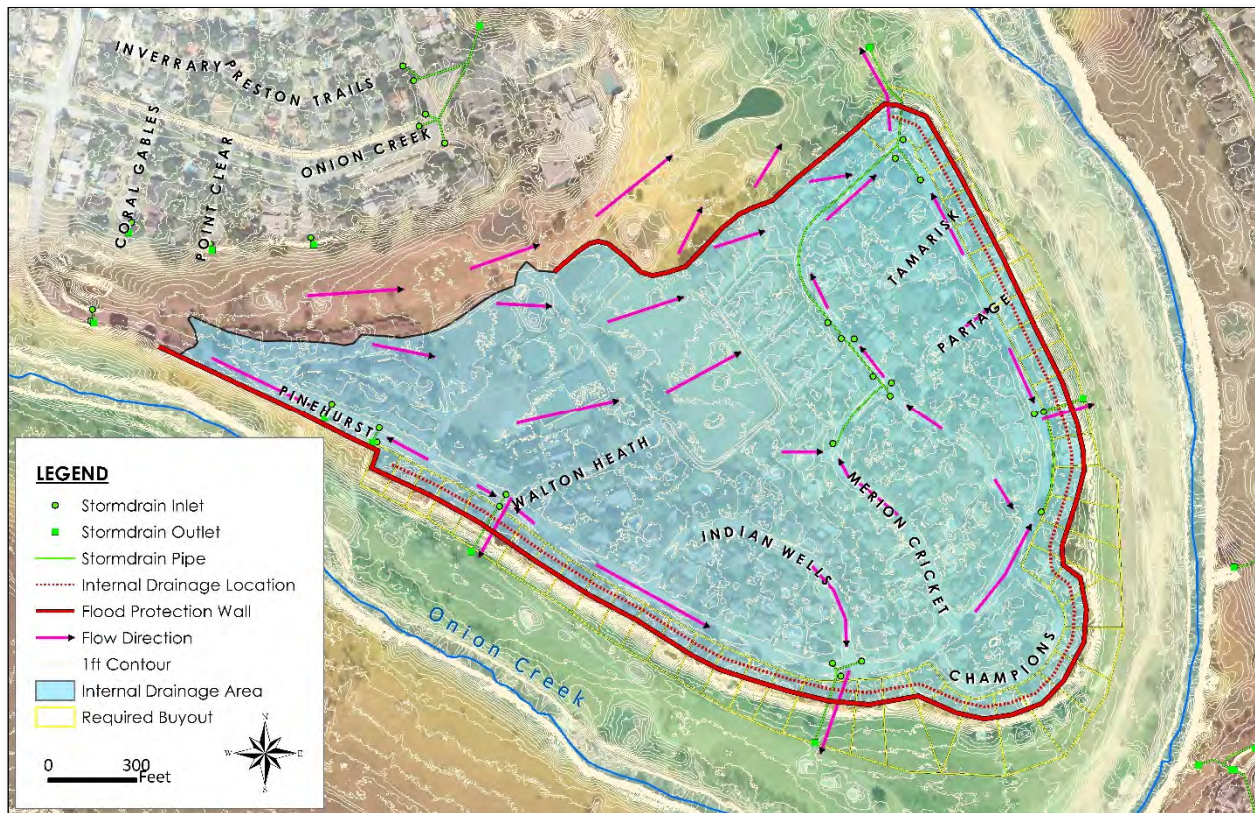 INVERRARY
PRESTON TRAILS
CORAL GABLES
POINT CLEAR
ONION CREEK
TAMARISK
PARTAGE
PINEHURST
WALTON HEATH
MERTON CRICKET
INDIAN WELLS
CHAMPIONS
Onion Creek
LEGEND
Stormdrain Inlet
Stormdrain Outlet
Stormdrain Pipe
Internal Drainage Location
Flood Protection Wall
Flow Direction
1ft Contour
Internal Drainage Area
Required Buyout
0 300
Feet
N
W E
S